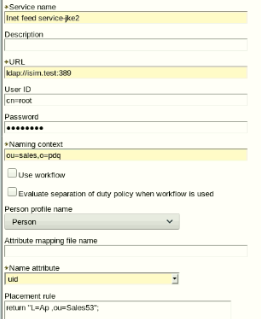 +Service name
Inet feed service-jke2
Description
+URL
ldap://isim.test:389
User ID
cn=root
Password
●●●●●●●●
+Naming context
ou=sales,o=pdq
Use workflow
Evaluate separation of duty policy when workflow is used
Person profile name
Person
Attribute mapping file name
+Name attribute
uid
Placement rule
return "L=Ap ,ou=Sales53";